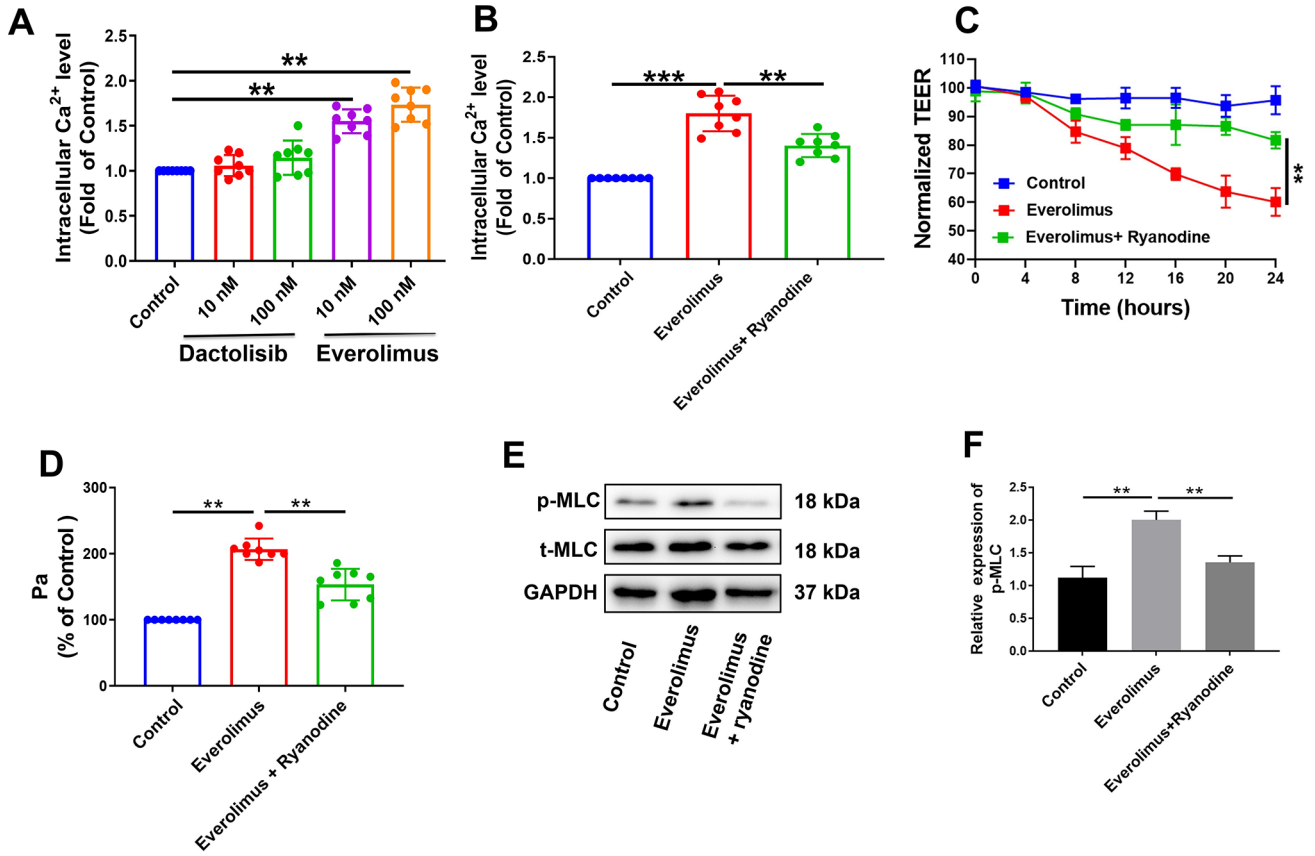 A
Intracellular Ca2+ level
(Fold of Control)
2.5
2.0
1.5
1.0
0.5
0.0
**
**
Control
10 nM
100 nM
10 nM
100 nM
Dactolisib
Everolimus
B
Intracellular Ca2+ level
(Fold of Control)
2.5
2.0
1.5
1.0
0.5
0.0
***
**
Control
Everolimus
Everolimus+ Ryanodine
C
Normalized TEER
110
100
90
80
70
60
50
40
Control
Everolimus
Everolimus+ Ryanodine
**
0
4
8
12
16
20
24
Time (hours)
D
Pa
(% of Control )
300
200
100
0
**
**
Control
Everolimus
Everolimus + Ryanodine
E
p-MLC
18 kDa
t-MLC
18 kDa
GAPDH
37 kDa
Control
Everolimus
Everolimus
+ ryanodine
F
Relative expression of
p-MLC
2.5
2.0
1.5
1.0
0.5
0.0
**
**
Control
Everolimus
Everolimus+Ryanodine